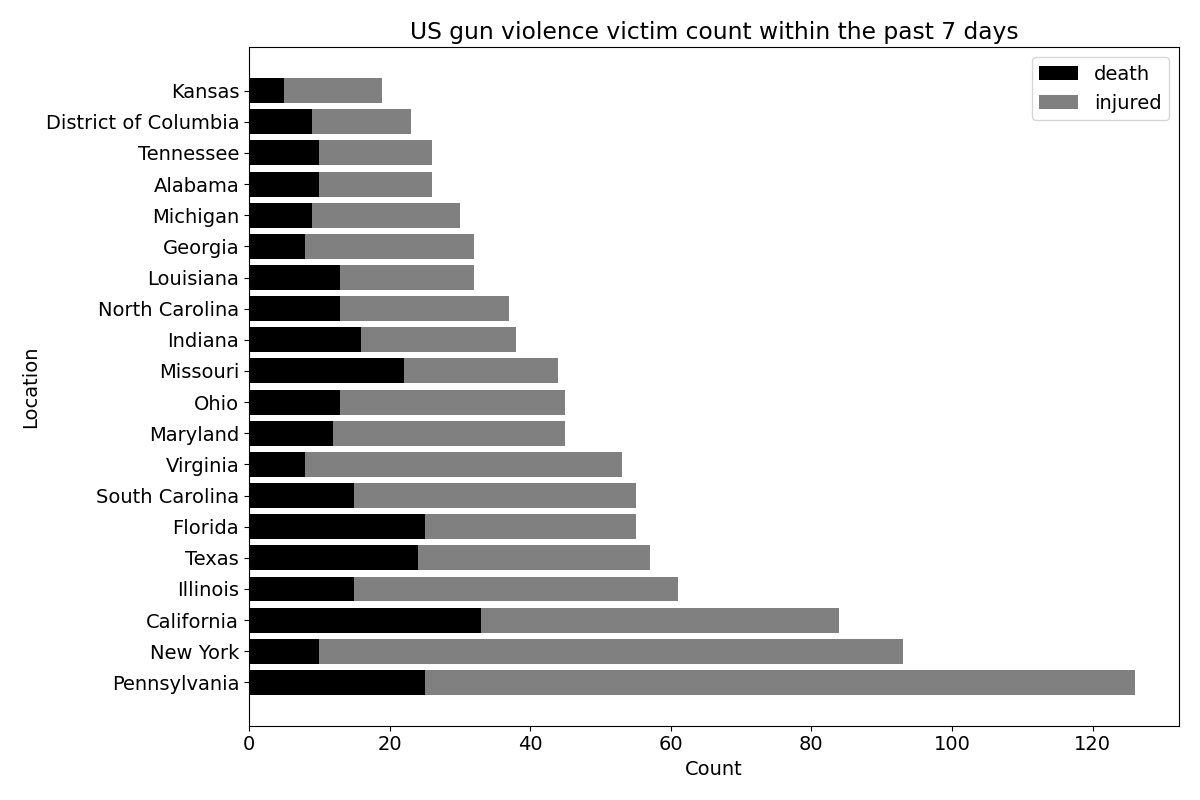 US gun violence victim count within the past 7 days
death
injured
Kansas
District of Columbia
Tennessee
Alabama
Michigan
Georgia
Louisiana
North Carolina
Indiana
Missouri
Ohio
Maryland
Virginia
South Carolina
Florida
Texas
Illinois
California
New York
Pennsylvania
Location
0 20 40 60 80 100 120
Count